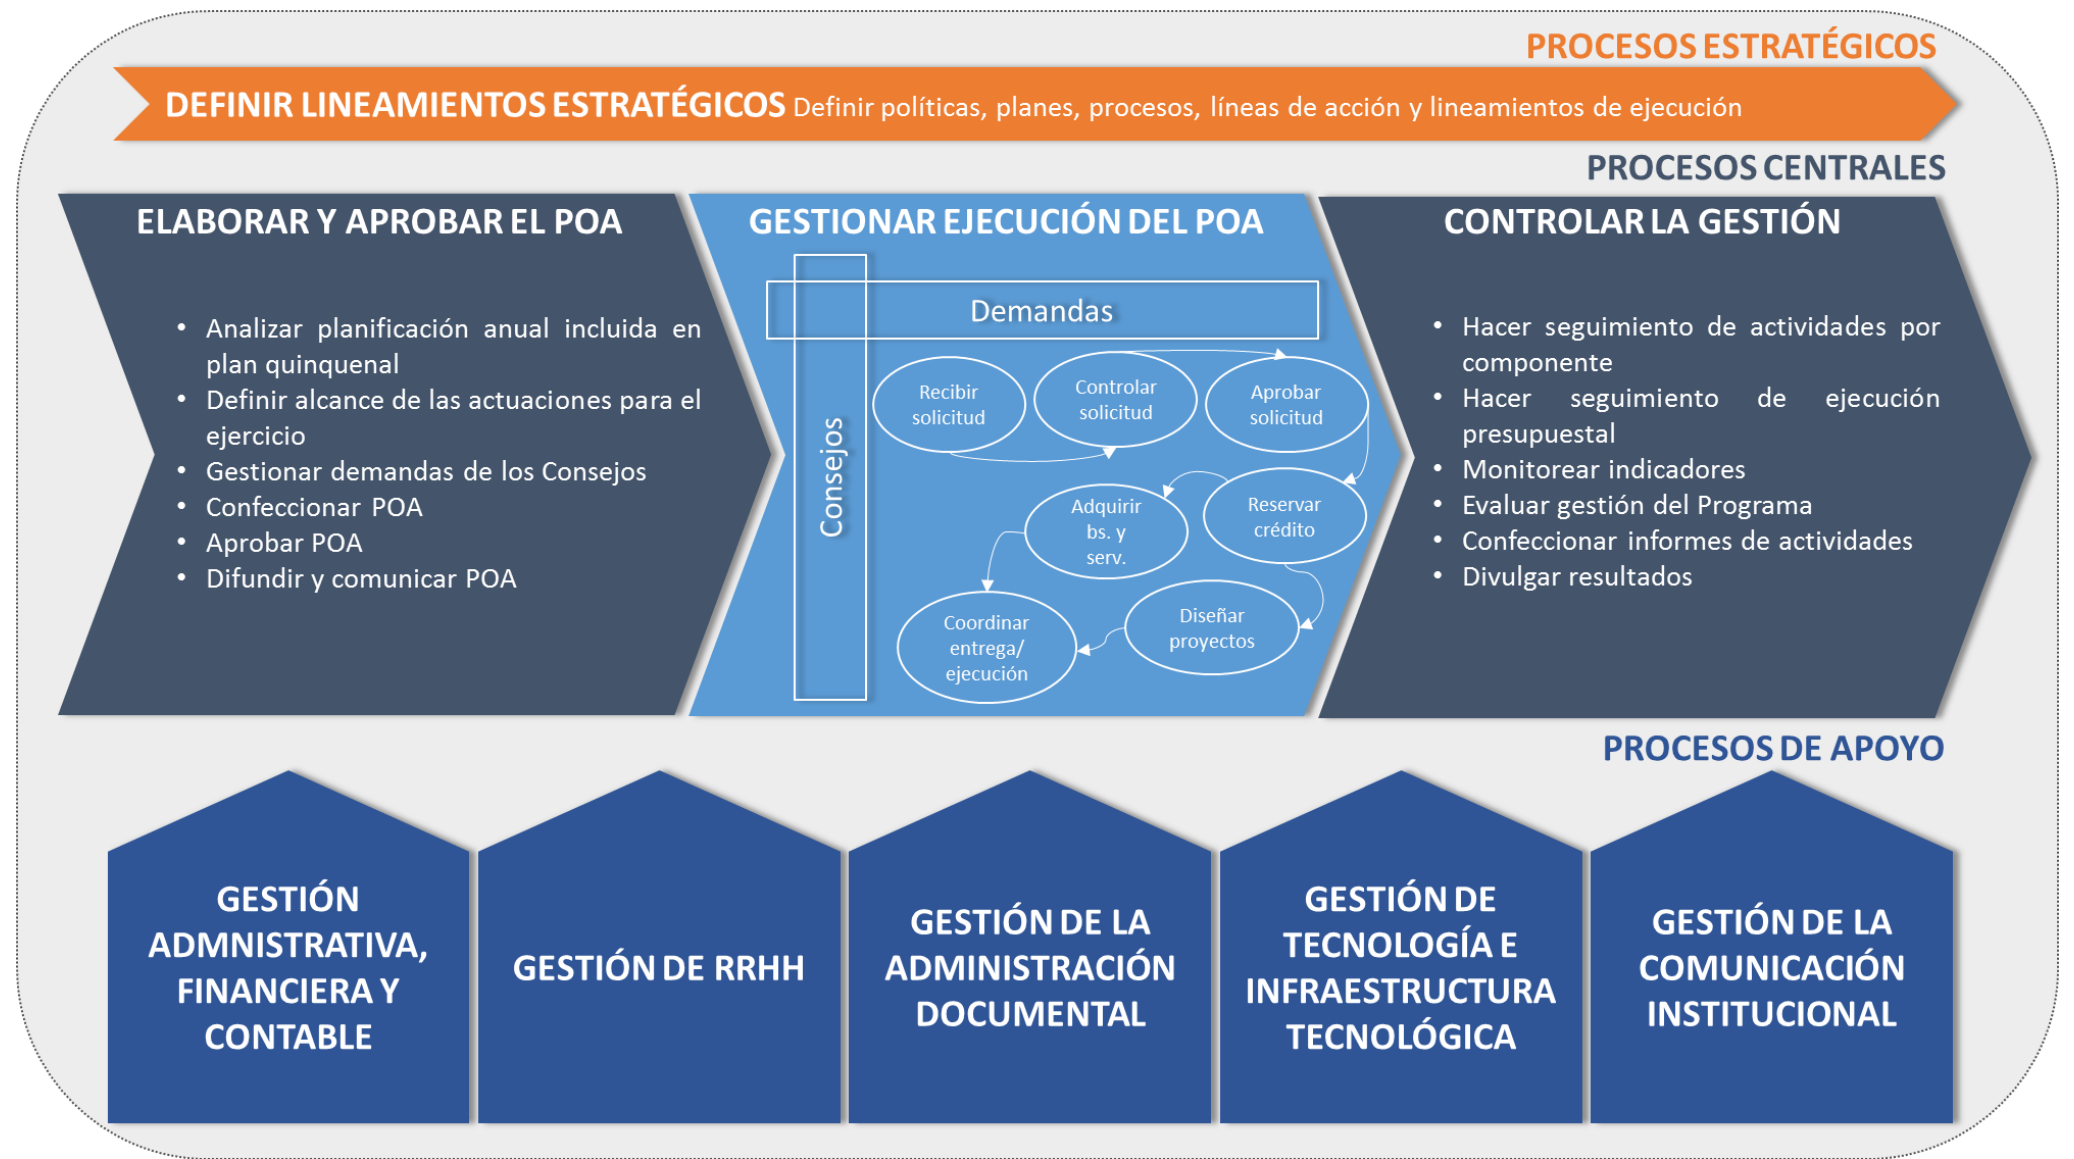 PROCESOS ESTRATÉGICOS
DEFINIR LINEAMIENTOS ESTRATÉGICOS Definir políticas, planes, procesos, líneas de acción y lineamientos de ejecución
PROCESOS CENTRALES
ELABORAR Y APROBAR EL POA
• Analizar planificación anual incluida en
plan quinquenal
• Definir alcance de las actuaciones para el
ejercicio
• Gestionar demandas de los Consejos
• Confeccionar POA
• Aprobar POA
• Difundir y comunicar POA
GESTIONAR EJECUCIÓN DEL POA
Demandas
Consejos
Recibir
solicitud
Controlar
solicitud
Aprobar
solicitud
Reservar
crédito
Adquirir
bs. y
serv.
Diseñar
proyectos
Coordinar
entrega/
ejecución
CONTROLAR LA GESTIÓN
• Hacer seguimiento de actividades por
componente
• Hacer seguimiento de ejecución
presupuestal
• Monitorear indicadores
• Evaluar gestión del Programa
• Confeccionar informes de actividades
• Divulgar resultados
PROCESOS DE APOYO
GESTIÓN
ADMNISTRATIVA,
FINANCIERA Y
CONTABLE
GESTIÓN DE RRHH
GESTIÓN DE LA
ADMINISTRACIÓN
DOCUMENTAL
GESTIÓN DE
TECNOLOGÍA E
INFRAESTRUCTURA
TECNOLÓGICA
GESTIÓN DE LA
COMUNICACIÓN
INSTITUCIONAL